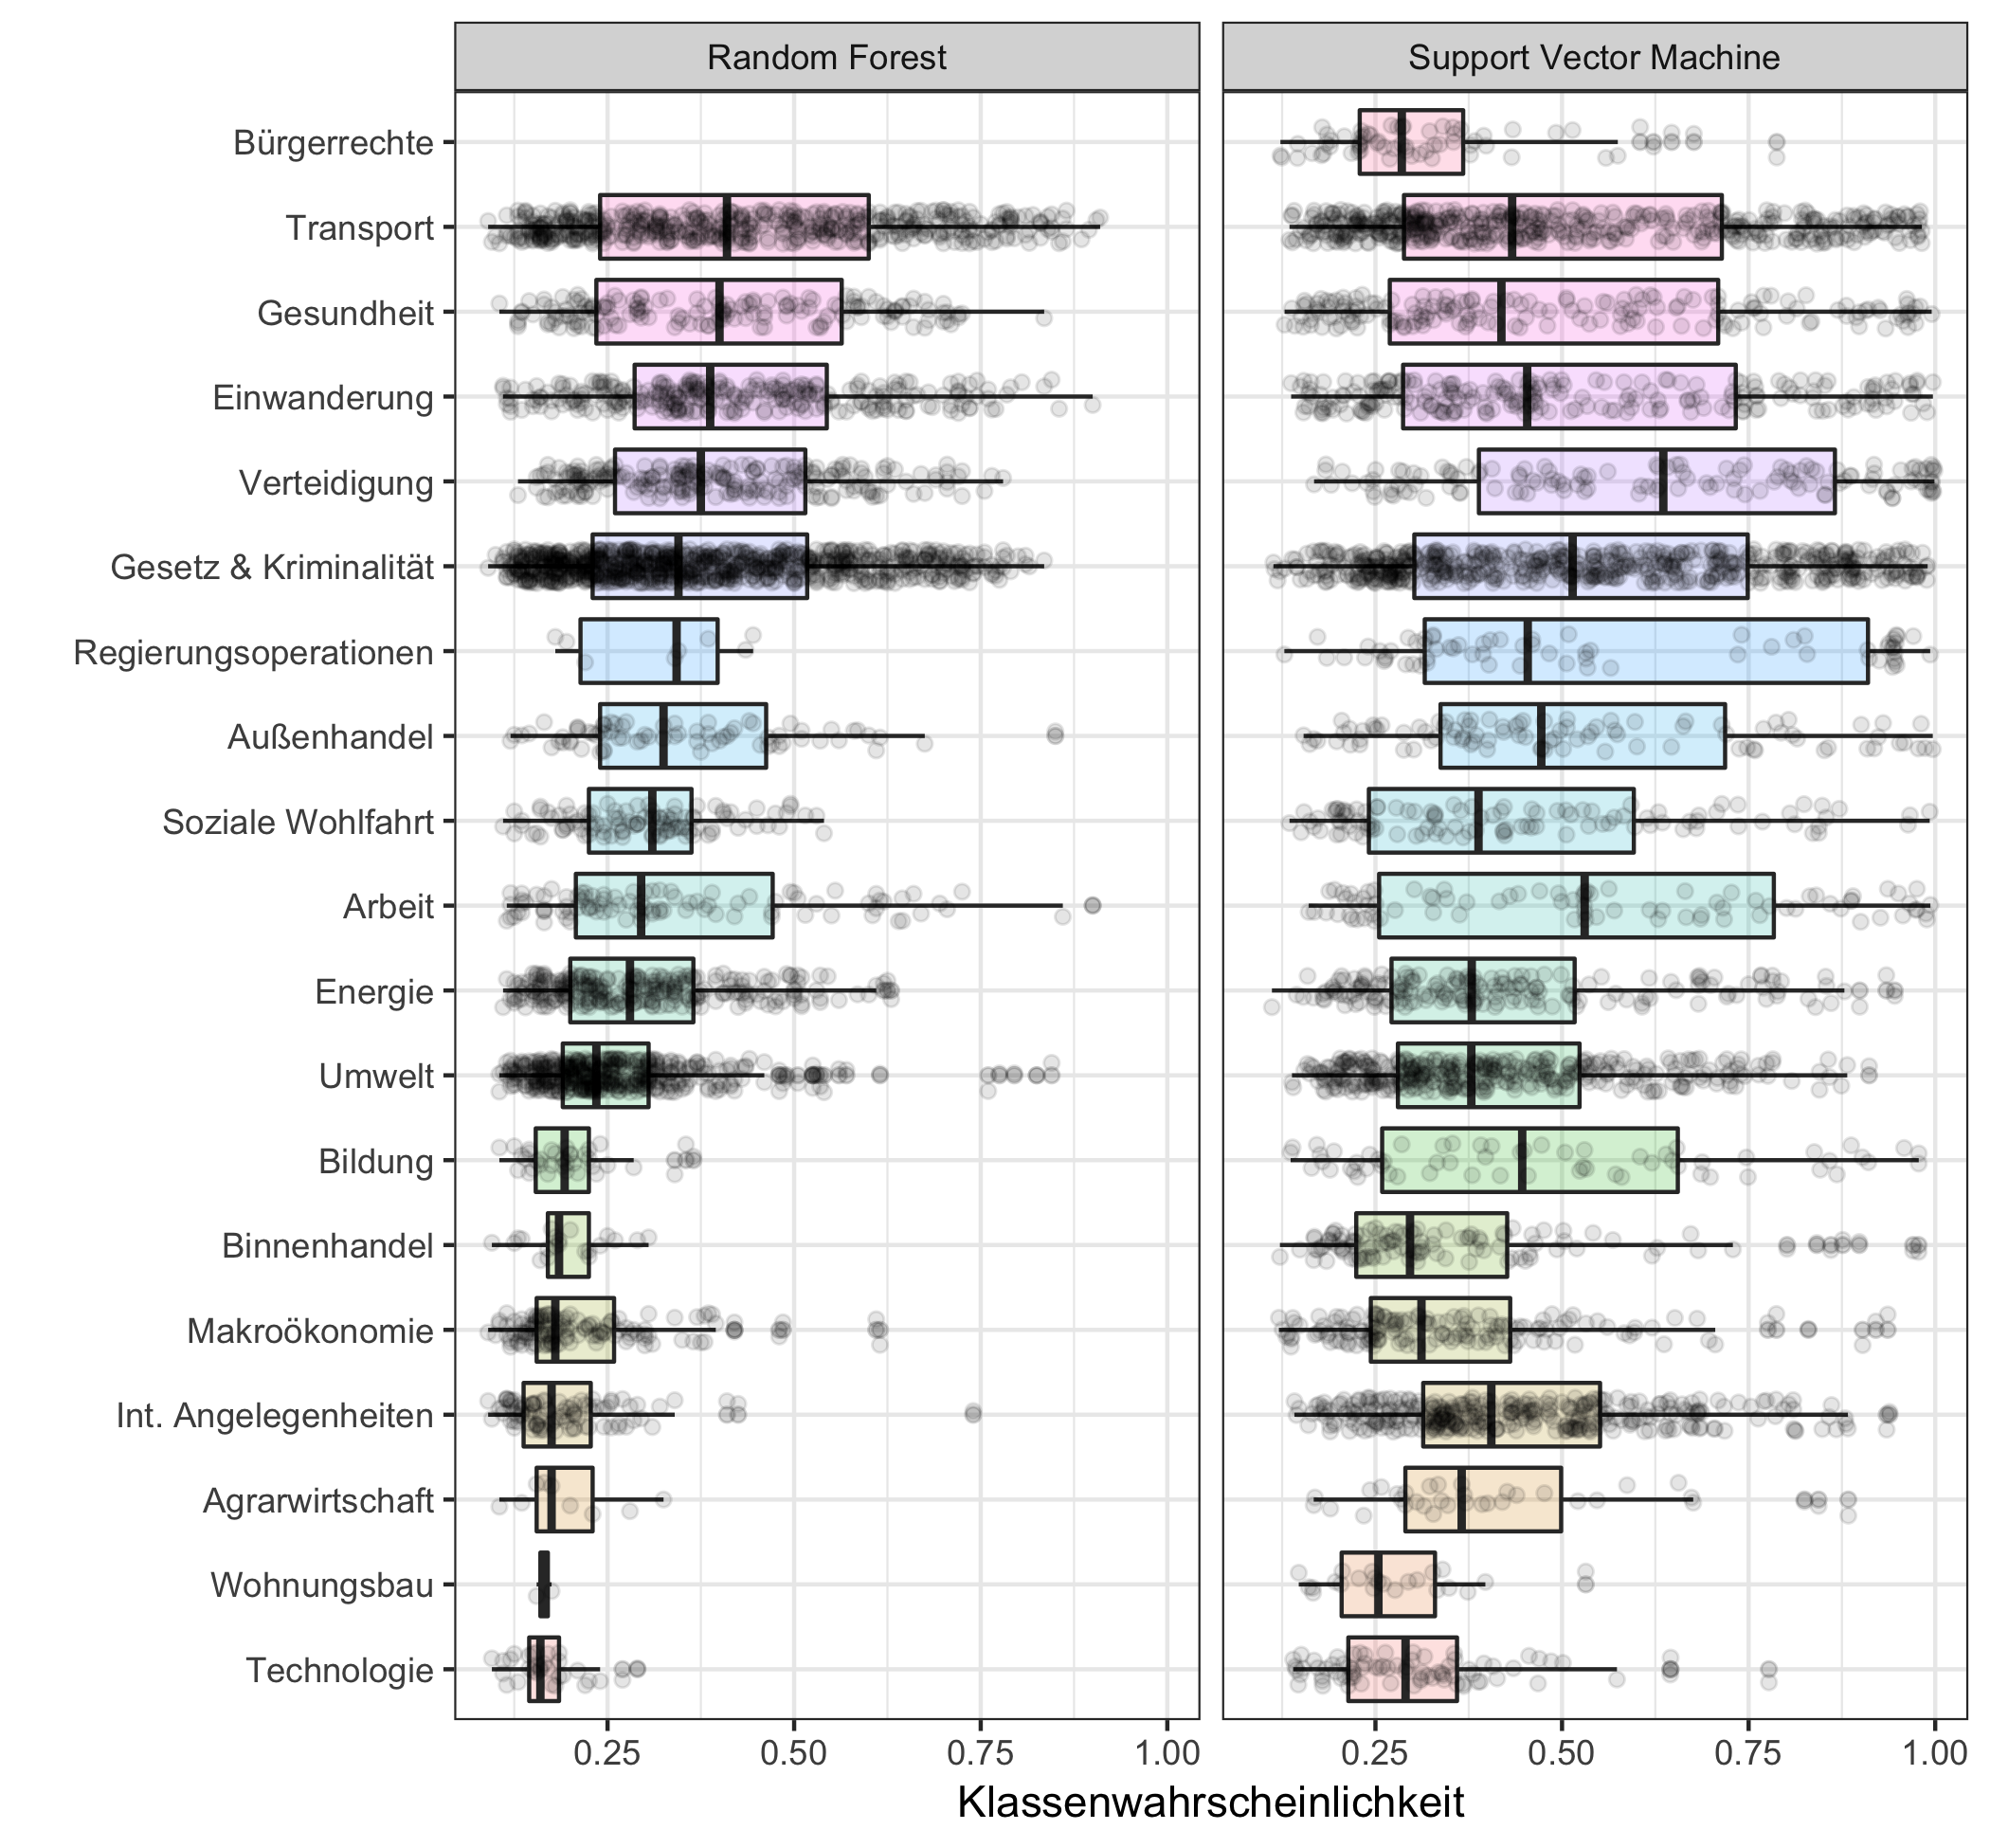 Random Forest
Support Vector Machine
Bürgerrechte
Transport
Gesundheit
Einwanderung
Verteidigung
Gesetz & Kriminalität
Regierungsoperationen
Außenhandel
Soziale Wohlfahrt
Arbeit
Energie
Umwelt
Bildung
Binnenhandel
Makroökonomie
Int. Angelegenheiten
Agrarwirtschaft
Wohnungsbau
Technologie
0.25 0.50 0.75 1.00
0.25 0.50 0.75 1.00
Klassenwahrscheinlichkeit